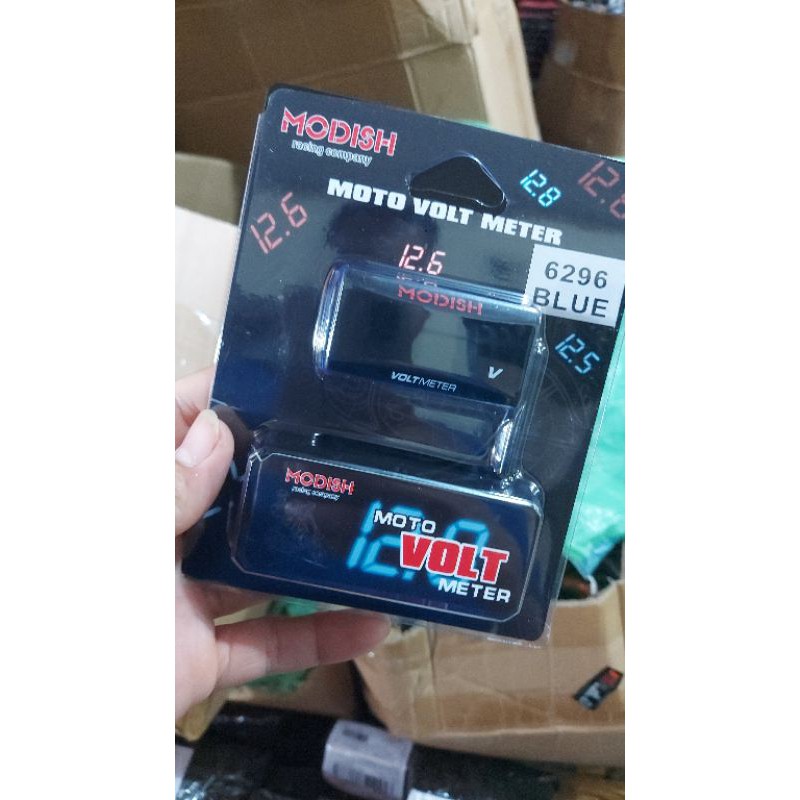 MODISH
racing company
MOTO VOLT METER
12.8
12.6
12.6
12.6
6296
BLUE
MODISH
12.5
V
VOLTMETER
MODISH
racing company
12.8
MOTO
VOLT
METER